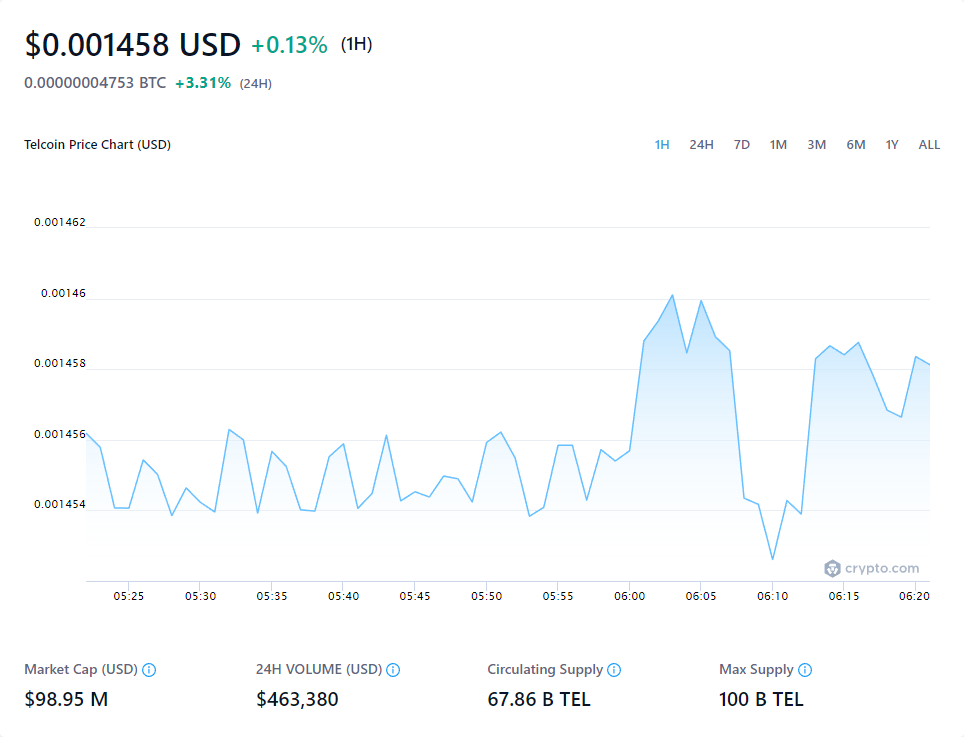 $0.001458 USD +0.13% (1H)
0.00000004753 BTC +3.31% (24H)
Telcoin Price Chart (USD) 1H 24H 7D 1M 3M 6M 1Y ALL
0.001462
0.00146
0.001458
0.001456
0.001454
crypto.com
05:25 05:30 05:35 05:40 05:45 05:50 05:55 06:00 06:05 06:10 06:15 06:20
Market Cap (USD) 24H VOLUME (USD) Circulating Supply Max Supply
$98.95 M $463,380 67.86 B TEL 100 B TEL